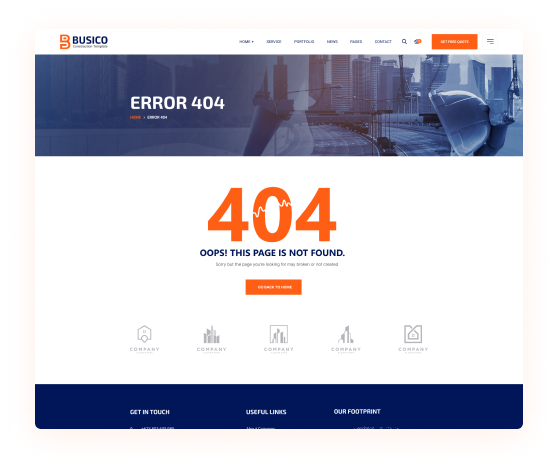 BUSICO
Construction Template
HOME + SERVICE PORTFOLIO NEWS PAGES CONTACT GET FREE QUOTE
ERROR 404
HOME ERROR 404
404
OOPS! THIS PAGE IS NOT FOUND.
Sorry but the page you're looking for may broken or not created
GO BACK TO HOME
COMPANY COMPANY COMPANY COMPANY COMPANY
GET IN TOUCH USEFUL LINKS OUR FOOTPRINT